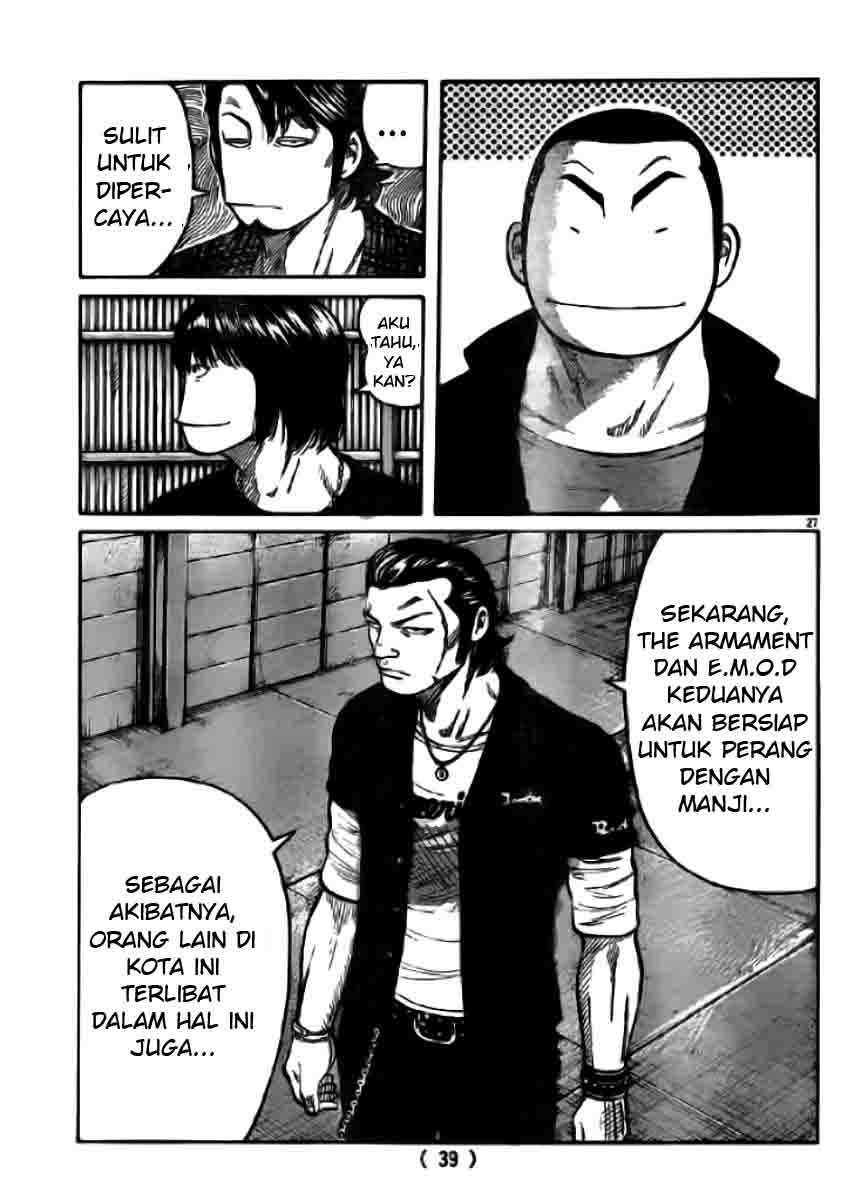 ...
SULIT
UNTUK
DIPER-
CAYA...
AKU
TAHU,
YA
KAN?
27
SEKARANG,
THE ARMAMENT
DAN E.M.O.D
KEDUANYA
AKAN BERSIAP
UNTUK PERANG
DENGAN
MANJI...
SEBAGAI
AKIBATNYA,
ORANG LAIN DI
KOTA INI
TERLIBAT
DALAM HAL INI
JUGA...
( 39 )